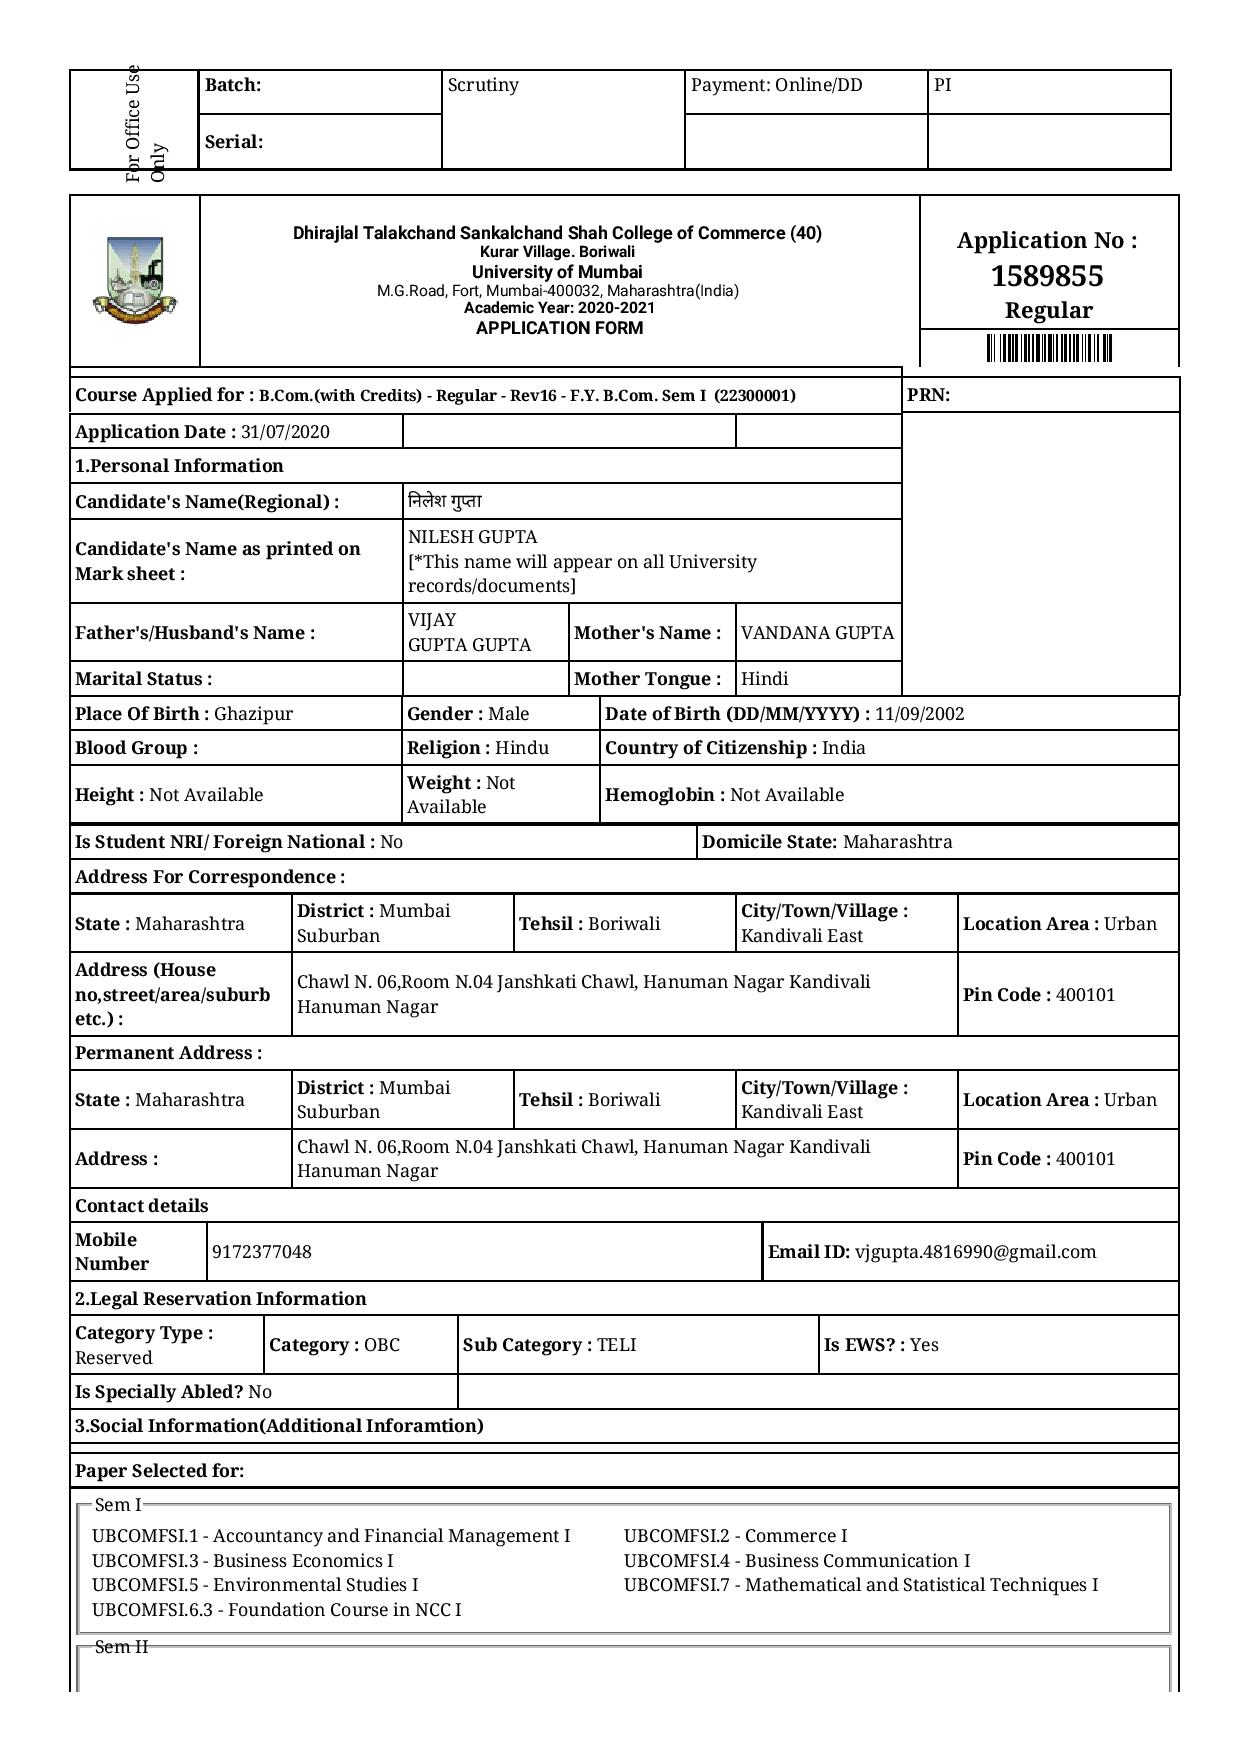 For Office Use
Only
Batch:
Scrutiny
Payment: Online/DD
PI
Serial:
Dhirajlal Talakchand Sankalchand Shah College of Commerce (40)
Kurar Village. Boriwali
University of Mumbai
M.G.Road, Fort, Mumbai-400032, Maharashtra(India)
Academic Year: 2020-2021
APPLICATION FORM
Application No :
1589855
Regular
Course Applied for : B.Com.(with Credits) - Regular - Rev16 - F.Y. B.Com. Sem I (22300001)
PRN:
Application Date : 31/07/2020
1.Personal Information
Candidate's Name(Regional) :
निलेश गुप्ता
Candidate's Name as printed on
Mark sheet :
NILESH GUPTA
[*This name will appear on all University
records/documents]
Father's/Husband's Name :
VIJAY
GUPTA GUPTA
Mother's Name :
VANDANA GUPTA
Marital Status :
Mother Tongue :
Hindi
Place Of Birth : Ghazipur
Gender : Male
Date of Birth (DD/MM/YYYY) : 11/09/2002
Blood Group :
Religion : Hindu
Country of Citizenship : India
Height : Not Available
Weight : Not
Available
Hemoglobin : Not Available
Is Student NRI/ Foreign National : No
Domicile State: Maharashtra
Address For Correspondence :
State : Maharashtra
District : Mumbai
Suburban
Tehsil : Boriwali
City/Town/Village :
Kandivali East
Location Area : Urban
Address (House
no,street/area/suburb
etc.) :
Chawl N. 06,Room N.04 Janshkati Chawl, Hanuman Nagar Kandivali
Hanuman Nagar
Pin Code : 400101
Permanent Address :
State : Maharashtra
District : Mumbai
Suburban
Tehsil : Boriwali
City/Town/Village :
Kandivali East
Location Area : Urban
Address :
Chawl N. 06,Room N.04 Janshkati Chawl, Hanuman Nagar Kandivali
Hanuman Nagar
Pin Code : 400101
Contact details
Mobile
Number
9172377048
Email ID: vjgupta.4816990@gmail.com
2.Legal Reservation Information
Category Type :
Reserved
Category : OBC
Sub Category : TELI
Is EWS? : Yes
Is Specially Abled? No
3.Social Information(Additional Inforamtion)
Paper Selected for:
Sem I
UBCOMFSI.1 - Accountancy and Financial Management I
UBCOMFSI.2 - Commerce I
UBCOMFSI.3 - Business Economics I
UBCOMFSI.4 - Business Communication I
UBCOMFSI.5 - Environmental Studies I
UBCOMFSI.7 - Mathematical and Statistical Techniques I
UBCOMFSI.6.3 - Foundation Course in NCC I
Sem II